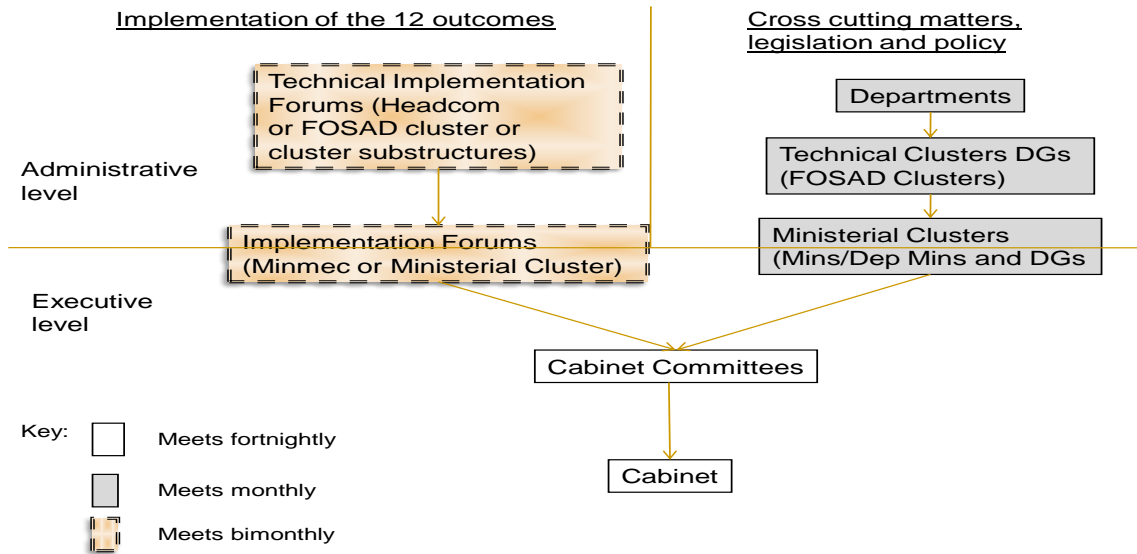 Implementation of the 12 outcomes
Cross cutting matters,
legislation and policy
Technical Implementation
Forums (Headcom
or FOSAD cluster or
cluster substructures)
Departments
Administrative
level
Technical Clusters DGs
(FOSAD Clusters)
Implementation Forums
(Minmec or Ministerial Cluster)
Ministerial Clusters
(Mins/Dep Mins and DGs
Executive
level
Cabinet Committees
Key:
Meets fortnightly
Cabinet
Meets monthly
Meets bimonthly